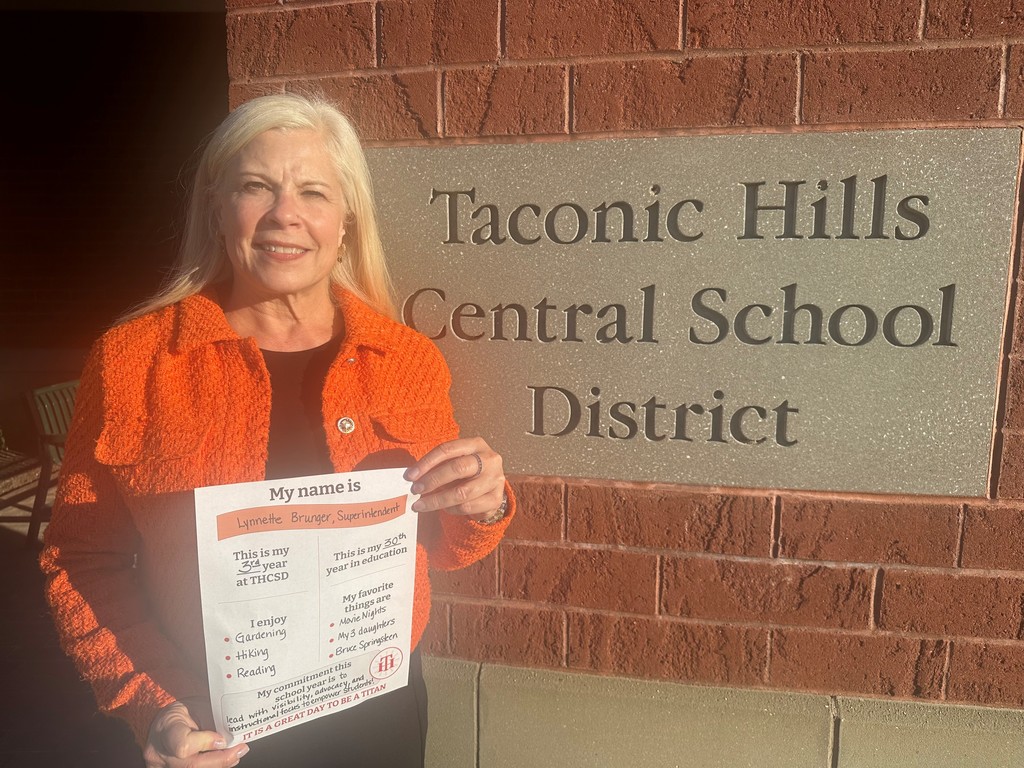 Taconic Hills
Central School
District
My name is
Lynnette Brunger, Superintendent
This is my
3rd year
at THCSD
I enjoy
• Gardening
• Hiking
• Reading
This is my 30th
year in education
My favorite
things are
• Movie Nights
• My 3 daughters
• Bruce Springsteen
My commitment this
school year is to
lead with visibility, advocacy, and
instructional focus to empower students!
IT IS A GREAT DAY TO BE A TITAN